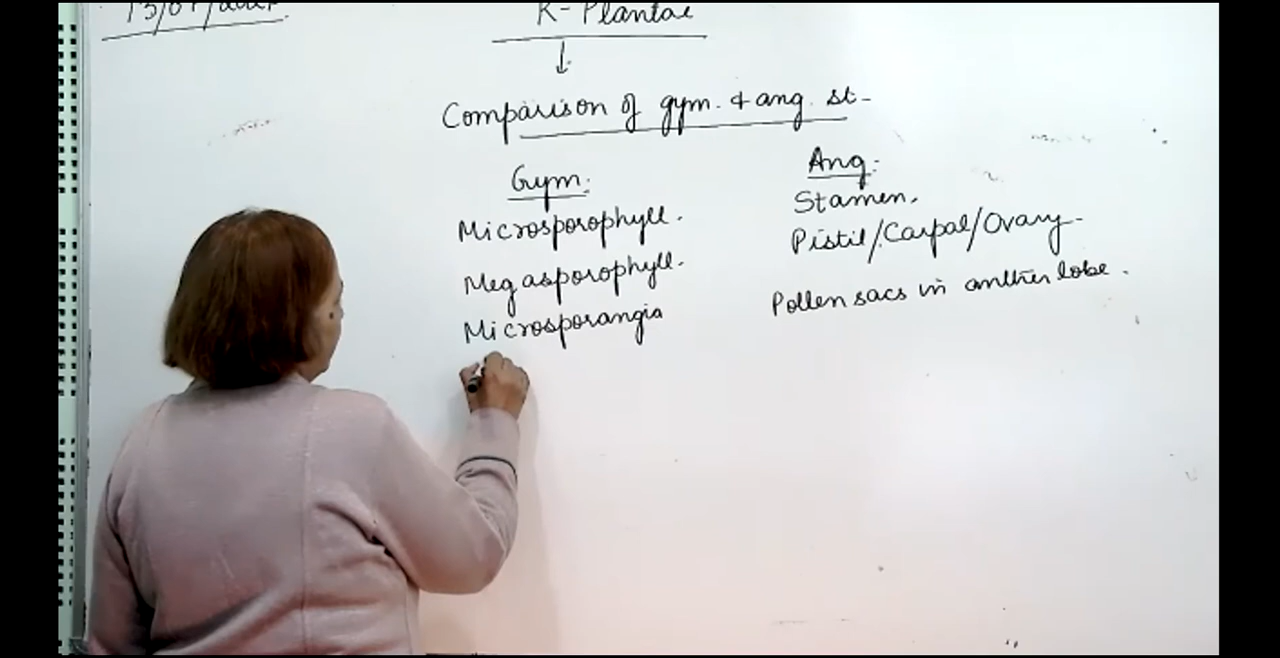 K- Plantae
Comparison of gym. & ang. st-
Gym.
Ang:
Microsporophyll.
Stamen.
Megasporophyll.
Pistil/Carpal/Ovary-
Microsporangia
Pollen sacs in anther lobe.